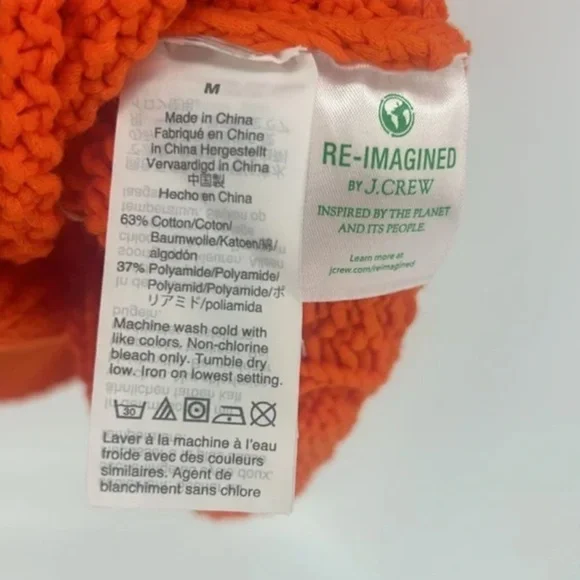 M
Made in China
Fabriqué en Chine
in China Hergestellt
Vervaardigd in China
中国製
Hecho en China
63% Cotton/Coton/
Baumwolle/Katoen/綿/
algodón
37% Polyamide/Polyamide/
Polyamid/Polyamide/ポ
リアミド/poliamida
Machine wash cold with
like colors. Non-chlorine
bleach only. Tumble dry
low. Iron on lowest setting.
30
Laver à la machine à l'eau
froide avec des couleurs
similaires. Agent de
blanchiment sans chlore
RE-IMAGINED
BY J.CREW
INSPIRED BY THE PLANET
AND ITS PEOPLE.
Learn more at
jcrew.com/reimagined